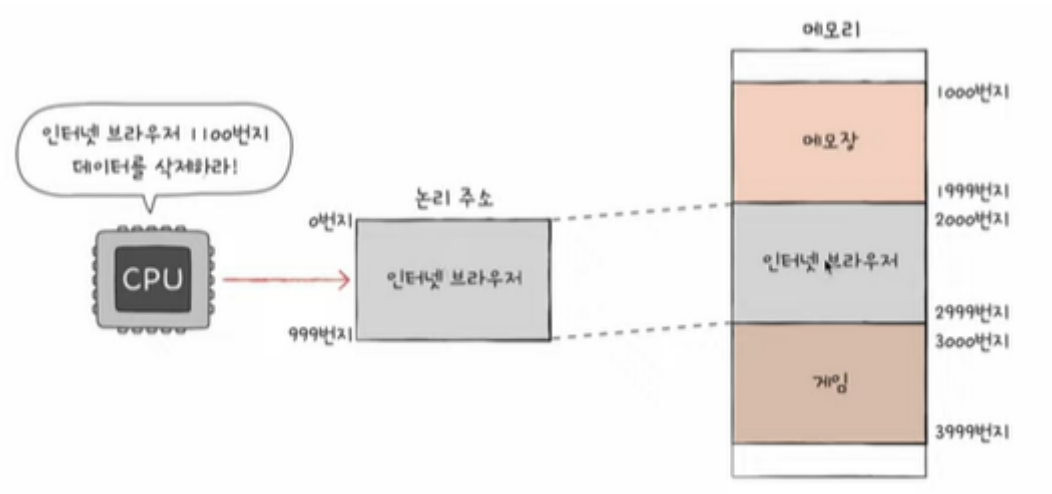 메모리
1000번지
인터넷 브라우저 1100번지
데이터를 삭제하라!
메모장
논리 주소
1999번지
0번지
2000번지
CPU
인터넷 브라우저
인터넷 브라우저
999번지
2999번지
3000번지
게임
3999번지